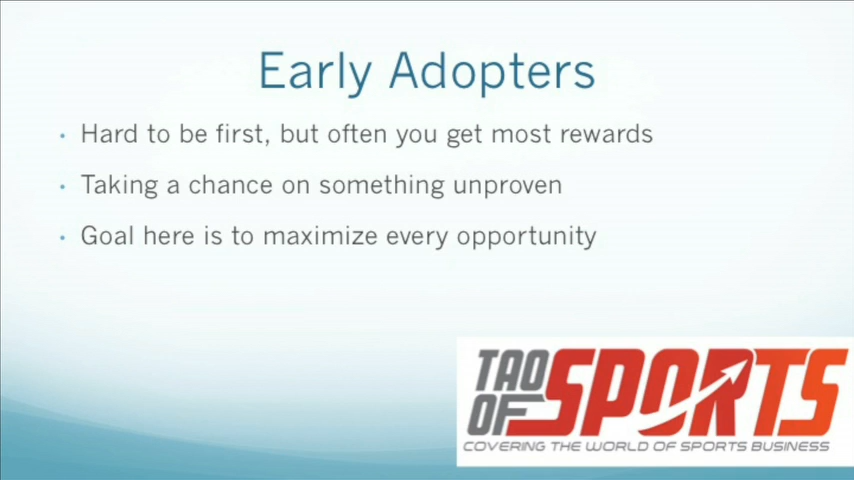 Early Adopters
• Hard to be first, but often you get most rewards
• Taking a chance on something unproven
• Goal here is to maximize every opportunity
TAO OF SPORTS
COVERING THE WORLD OF SPORTS BUSINESS